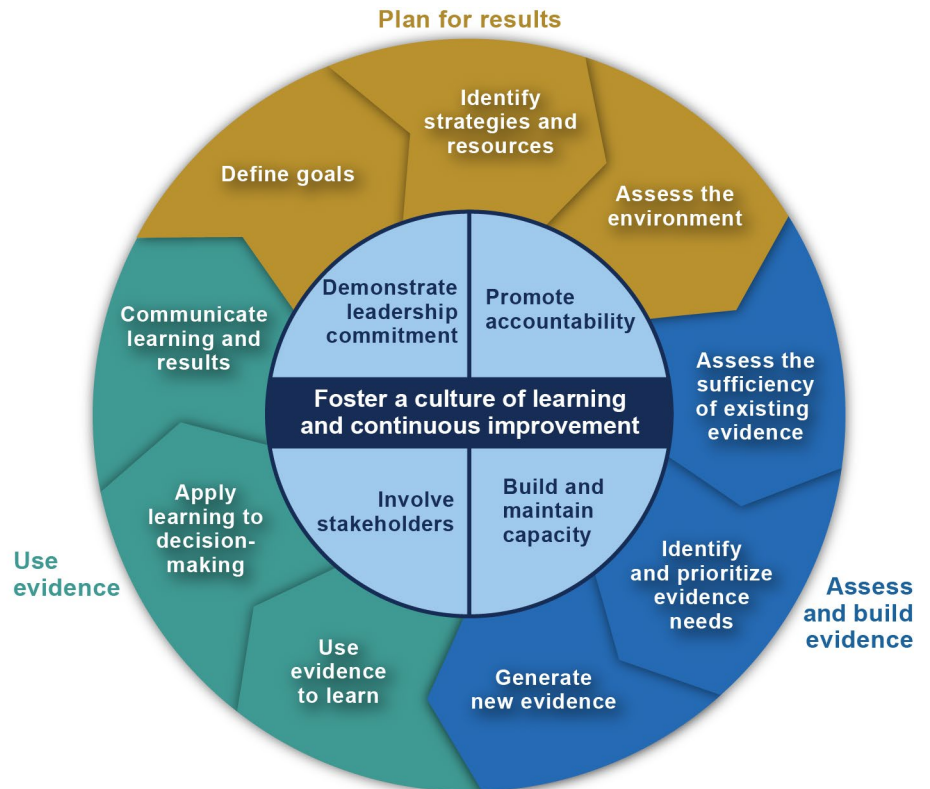 Plan for results
Identify
strategies and
resources
Define goals
Assess the
environment
Communicate
learning and
results
Demonstrate
leadership
commitment
Promote
accountability
Assess the
sufficiency
of existing
evidence
Foster a culture of learning
and continuous improvement
Involve
stakeholders
Build and
maintain
capacity
Apply
learning to
decision-
making
Identify
and prioritize
evidence
needs
Use
evidence
Assess
and build
evidence
Use
evidence
to learn
Generate
new evidence